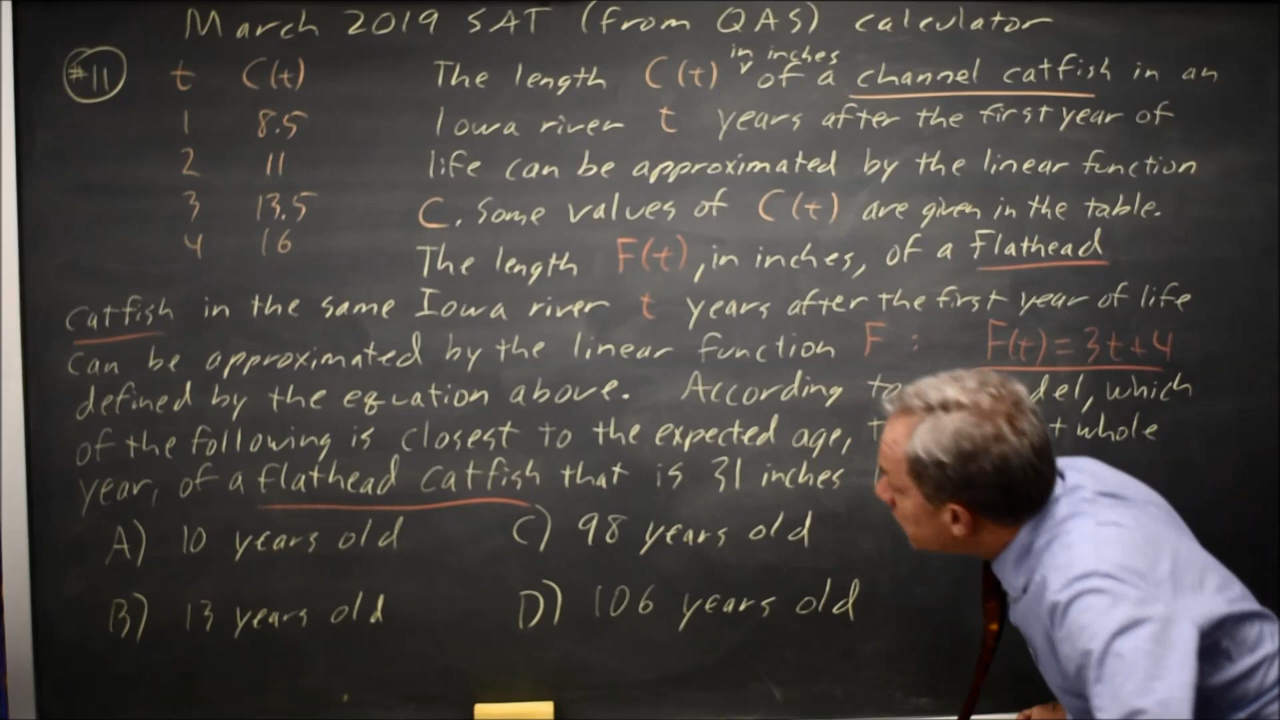 March 2019 SAT (from QAS) calculator
#11
t C(t)
1 8.5
2 11
3 13.5
4 16
The length C(t) in inches of a channel catfish in an
Iowa river t years after the first year of
life can be approximated by the linear function
C. Some values of C(t) are given in the table.
The length F(t), in inches, of a flathead
catfish in the same Iowa river t years after the first year of life
can be approximated by the linear function F: F(t)=3t+4
defined by the equation above. According which
of the following is closest to the expected age, whole
year, of a flathead catfish that is 31 inches
A) 10 years old
C) 98 years old
B) 13 years old
D) 106 years old